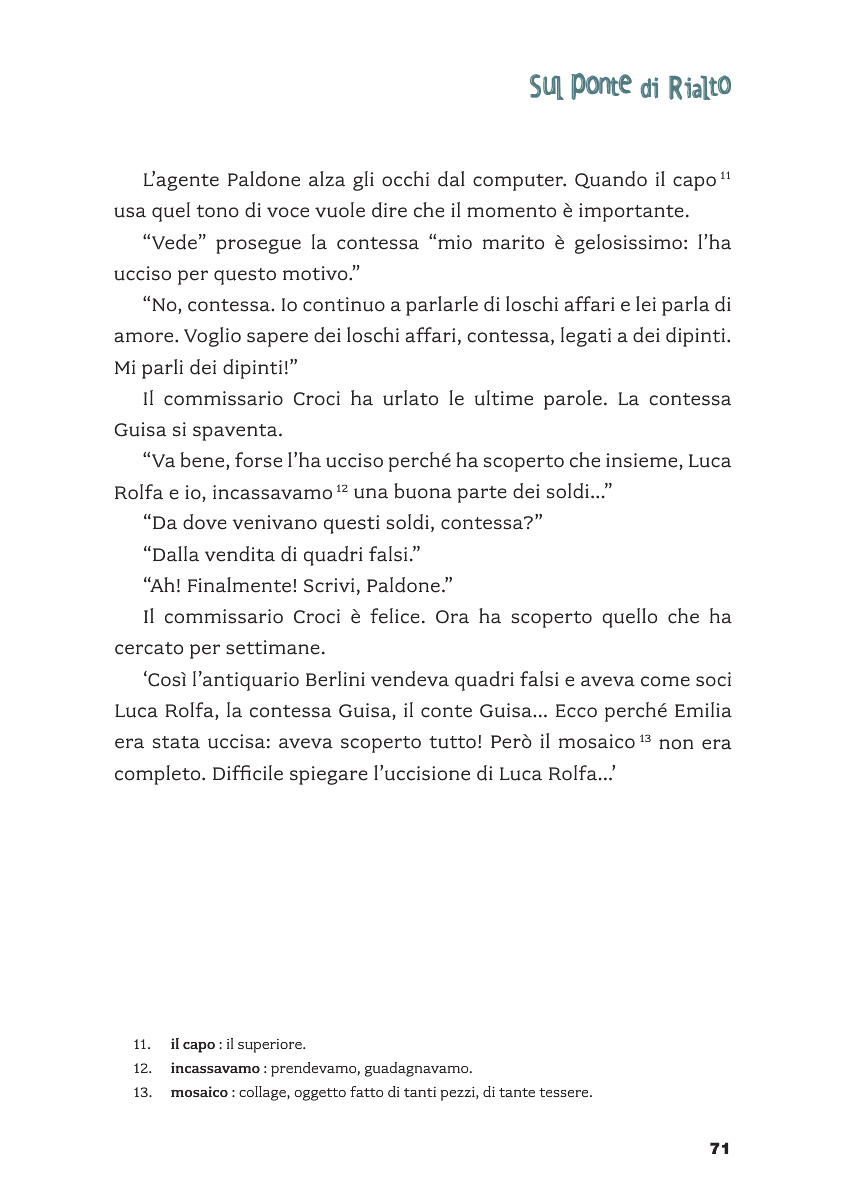 Sul ponte di Rialto
L’agente Paldone alza gli occhi dal computer. Quando il capo 11
usa quel tono di voce vuole dire che il momento è importante.
“Vede” prosegue la contessa “mio marito è gelosissimo: l’ha
ucciso per questo motivo.”
“No, contessa. Io continuo a parlarle di loschi affari e lei parla di
amore. Voglio sapere dei loschi affari, contessa, legati a dei dipinti.
Mi parli dei dipinti!”
Il commissario Croci ha urlato le ultime parole. La contessa
Guisa si spaventa.
“Va bene, forse l’ha ucciso perché ha scoperto che insieme, Luca
Rolfa e io, incassavamo 12 una buona parte dei soldi...”
“Da dove venivano questi soldi, contessa?”
“Dalla vendita di quadri falsi.”
“Ah! Finalmente! Scrivi, Paldone.”
Il commissario Croci è felice. Ora ha scoperto quello che ha
cercato per settimane.
‘Così l’antiquario Berlini vendeva quadri falsi e aveva come soci
Luca Rolfa, la contessa Guisa, il conte Guisa... Ecco perché Emilia
era stata uccisa: aveva scoperto tutto! Però il mosaico 13 non era
completo. Difficile spiegare l’uccisione di Luca Rolfa...’
11. il capo : il superiore.
12. incassavamo : prendevamo, guadagnavamo.
13. mosaico : collage, oggetto fatto di tanti pezzi, di tante tessere.
71